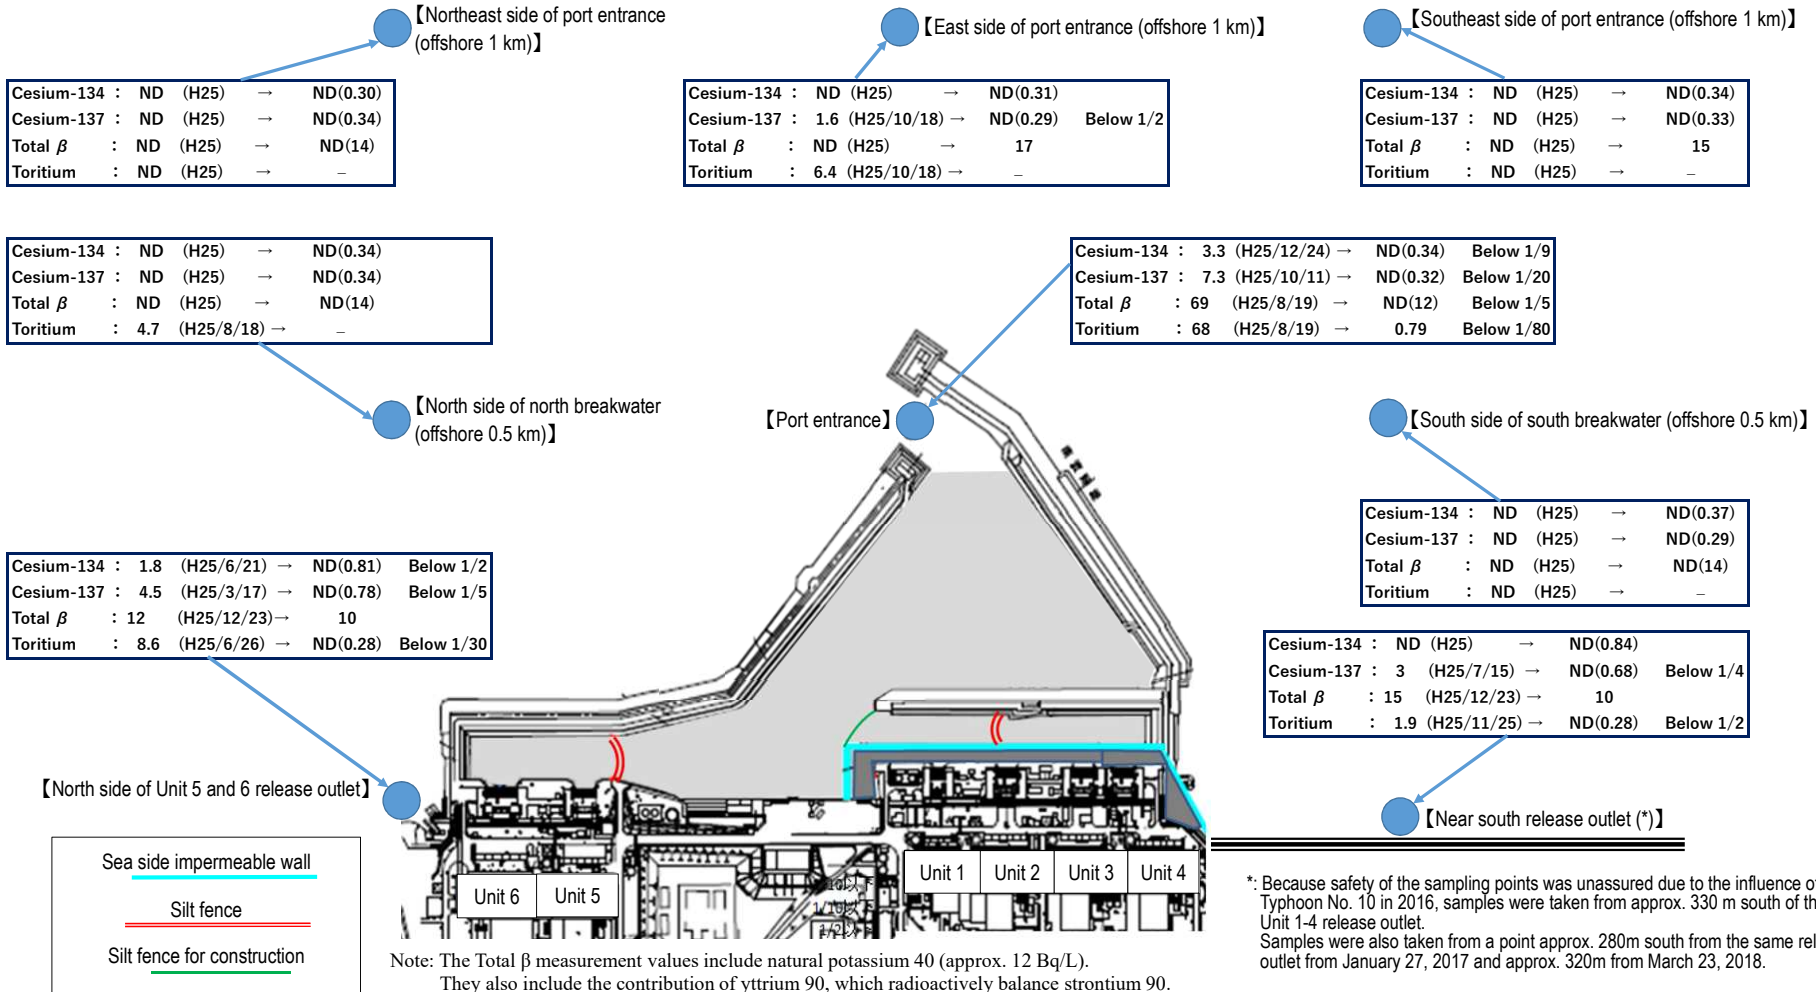 【Northeast side of port entrance
(offshore 1 km)】
【East side of port entrance (offshore 1 km)】
【Southeast side of port entrance (offshore 1 km)】
Cesium-134 : ND (H25) → ND(0.30)
Cesium-137 : ND (H25) → ND(0.34)
Total β : ND (H25) → ND(14)
Toritium : ND (H25) → –
Cesium-134 : ND (H25) → ND(0.31)
Cesium-137 : 1.6 (H25/10/18) → ND(0.29) Below 1/2
Total β : ND (H25) → 17
Toritium : 6.4 (H25/10/18) → –
Cesium-134 : ND (H25) → ND(0.34)
Cesium-137 : ND (H25) → ND(0.33)
Total β : ND (H25) → 15
Toritium : ND (H25) → –
Cesium-134 : ND (H25) → ND(0.34)
Cesium-137 : ND (H25) → ND(0.34)
Total β : ND (H25) → ND(14)
Toritium : 4.7 (H25/8/18) → –
Cesium-134 : 3.3 (H25/12/24) → ND(0.34) Below 1/9
Cesium-137 : 7.3 (H25/10/11) → ND(0.32) Below 1/20
Total β : 69 (H25/8/19) → ND(12) Below 1/5
Toritium : 68 (H25/8/19) → 0.79 Below 1/80
【North side of north breakwater
(offshore 0.5 km)】
【Port entrance】
【South side of south breakwater (offshore 0.5 km)】
Cesium-134 : ND (H25) → ND(0.37)
Cesium-137 : ND (H25) → ND(0.29)
Total β : ND (H25) → ND(14)
Toritium : ND (H25) → –
Cesium-134 : 1.8 (H25/6/21) → ND(0.81) Below 1/2
Cesium-137 : 4.5 (H25/3/17) → ND(0.78) Below 1/5
Total β : 12 (H25/12/23)→ 10
Toritium : 8.6 (H25/6/26) → ND(0.28) Below 1/30
Cesium-134 : ND (H25) → ND(0.84)
Cesium-137 : 3 (H25/7/15) → ND(0.68) Below 1/4
Total β : 15 (H25/12/23) → 10
Toritium : 1.9 (H25/11/25) → ND(0.28) Below 1/2
【North side of Unit 5 and 6 release outlet】
【Near south release outlet (*)】
Sea side impermeable wall
Silt fence
Silt fence for construction
Unit 6 Unit 5
Unit 1 Unit 2 Unit 3 Unit 4
1/2以下
*: Because safety of the sampling points was unassured due to the influence of
Typhoon No. 10 in 2016, samples were taken from approx. 330 m south of th
Unit 1-4 release outlet.
Samples were also taken from a point approx. 280m south from the same rel
outlet from January 27, 2017 and approx. 320m from March 23, 2018.
Note: The Total β measurement values include natural potassium 40 (approx. 12 Bq/L).
They also include the contribution of yttrium 90, which radioactively balance strontium 90.